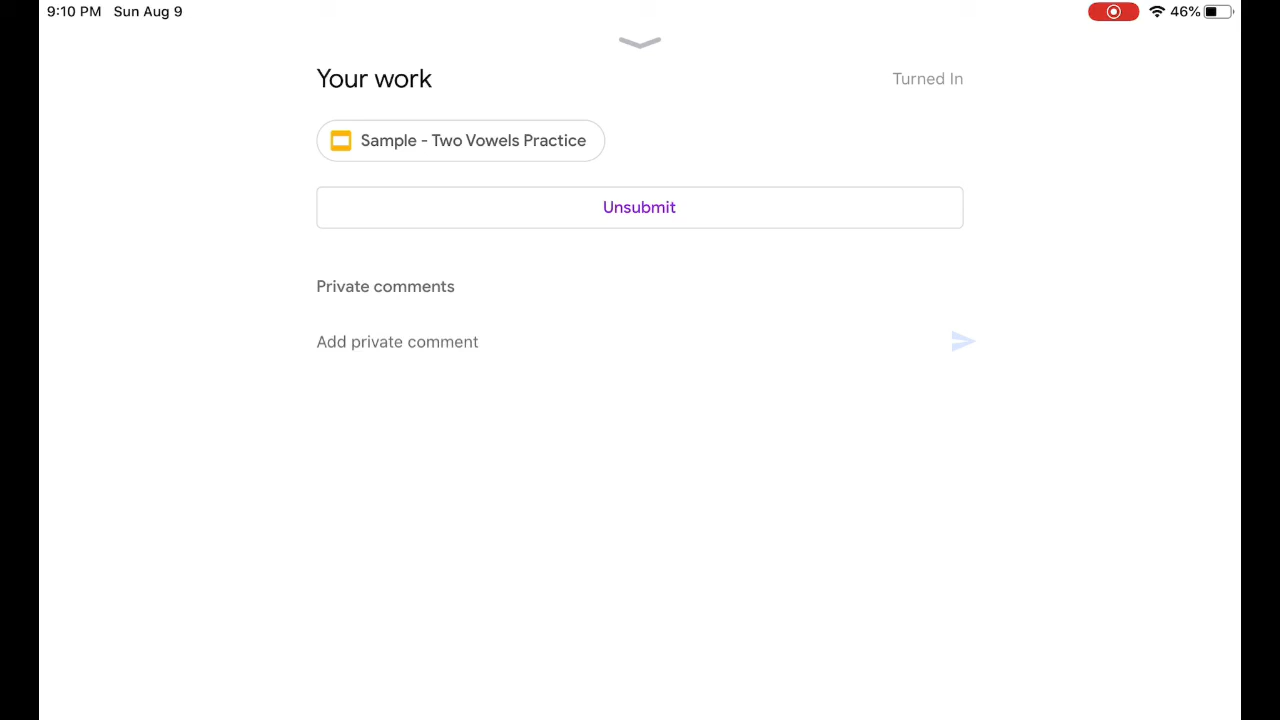 9:10 PM Sun Aug 9 46%
Your work Turned In
Sample - Two Vowels Practice
Unsubmit
Private comments
Add private comment